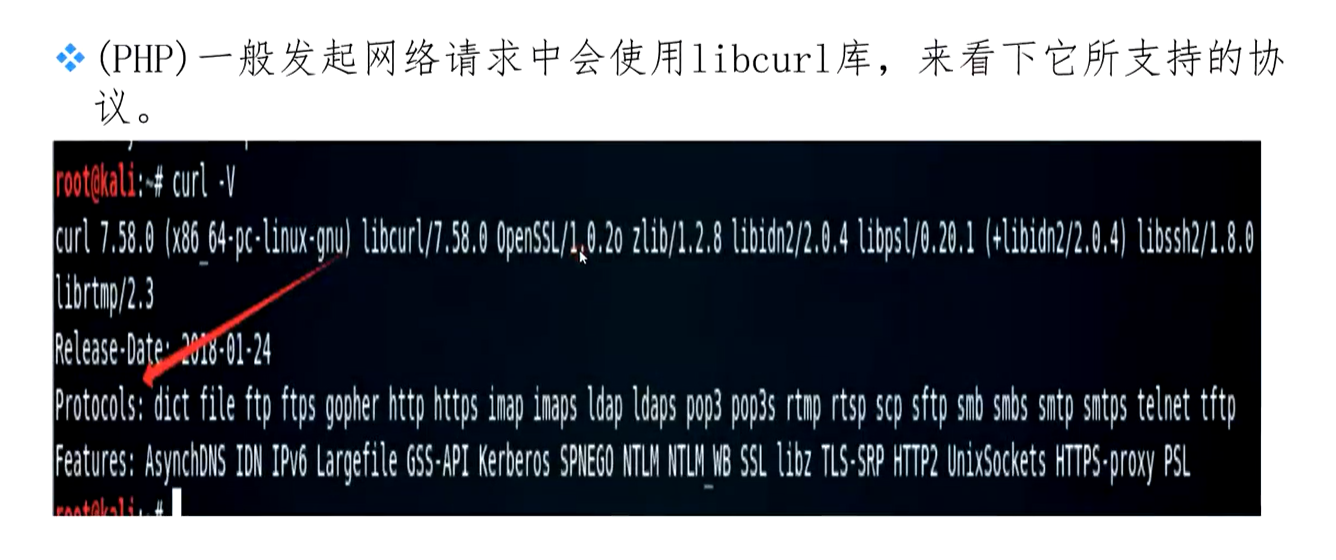 (PHP)一般发起网络请求中会使用libcurl库，来看下它所支持的协
议。
root@kali:~# curl -V
curl 7.58.0 (x86_64-pc-linux-gnu) libcurl/7.58.0 OpenSSL/1.0.2o zlib/1.2.8 libidn2/2.0.4 libpsl/0.20.1 (+libidn2/2.0.4) libssh2/1.8.0
librtmp/2.3
Release-Date: 2018-01-24
Protocols: dict file ftp ftps gopher http https imap imaps ldap ldaps pop3 pop3s rtmp rtsp scp sftp smb smbs smtp smtps telnet tftp
Features: AsynchDNS IDN IPv6 Largefile GSS-API Kerberos SPNEGO NTLM NTLM_WB SSL libz TLS-SRP HTTP2 UnixSockets HTTPS-proxy PSL
root@kali:~#